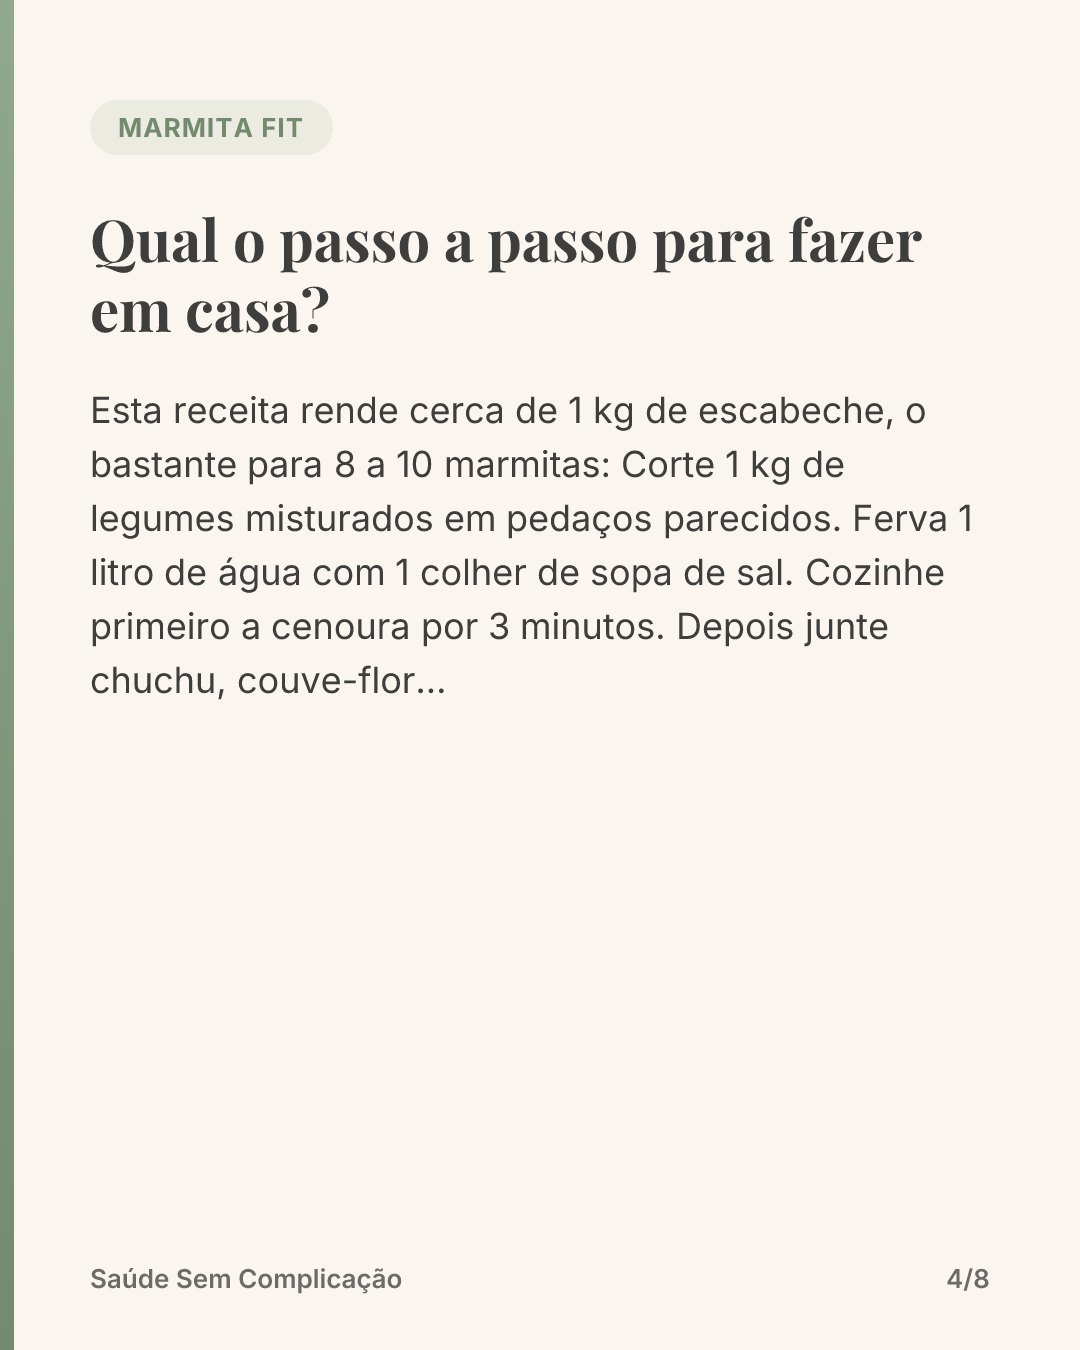 MARMITA FIT
Qual o passo a passo para fazer
em casa?
Esta receita rende cerca de 1 kg de escabeche, o
bastante para 8 a 10 marmitas: Corte 1 kg de
legumes misturados em pedaços parecidos. Ferva 1
litro de água com 1 colher de sopa de sal. Cozinhe
primeiro a cenoura por 3 minutos. Depois junte
chuchu, couve-flor...
Saúde Sem Complicação
4/8